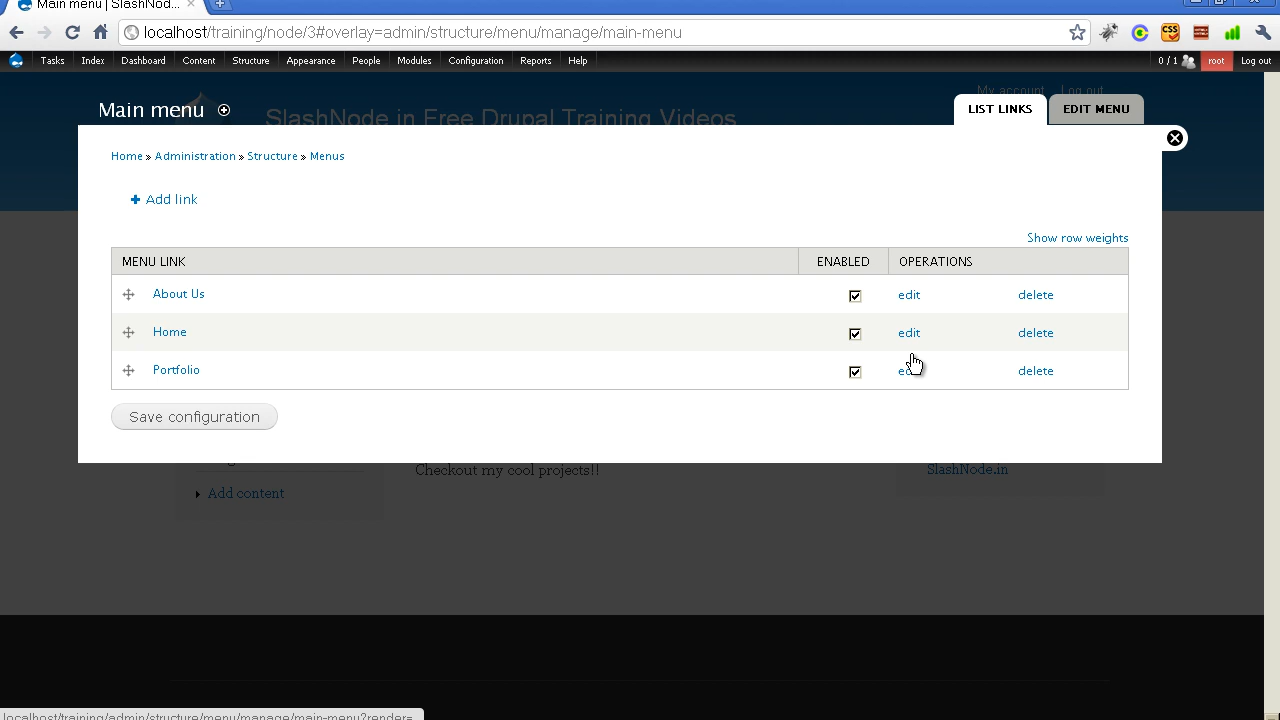 Main menu | SlashNod...
localhost/training/node/3#overlay=admin/structure/menu/manage/main-menu
Tasks Index Dashboard Content Structure Appearance People Modules Configuration Reports Help 0 / 1 root Log out
My account Log out
Main menu
SlashNode.in Free Drupal Training Videos
LIST LINKS EDIT MENU
Home » Administration » Structure » Menus
Add link
Show row weights
MENU LINK ENABLED OPERATIONS
About Us edit delete
Home edit delete
Portfolio delete
Save configuration
Checkout my cool projects!!
SlashNode.in
Add content
localhost/training/admin/structure/menu/manage/main-menu?render=